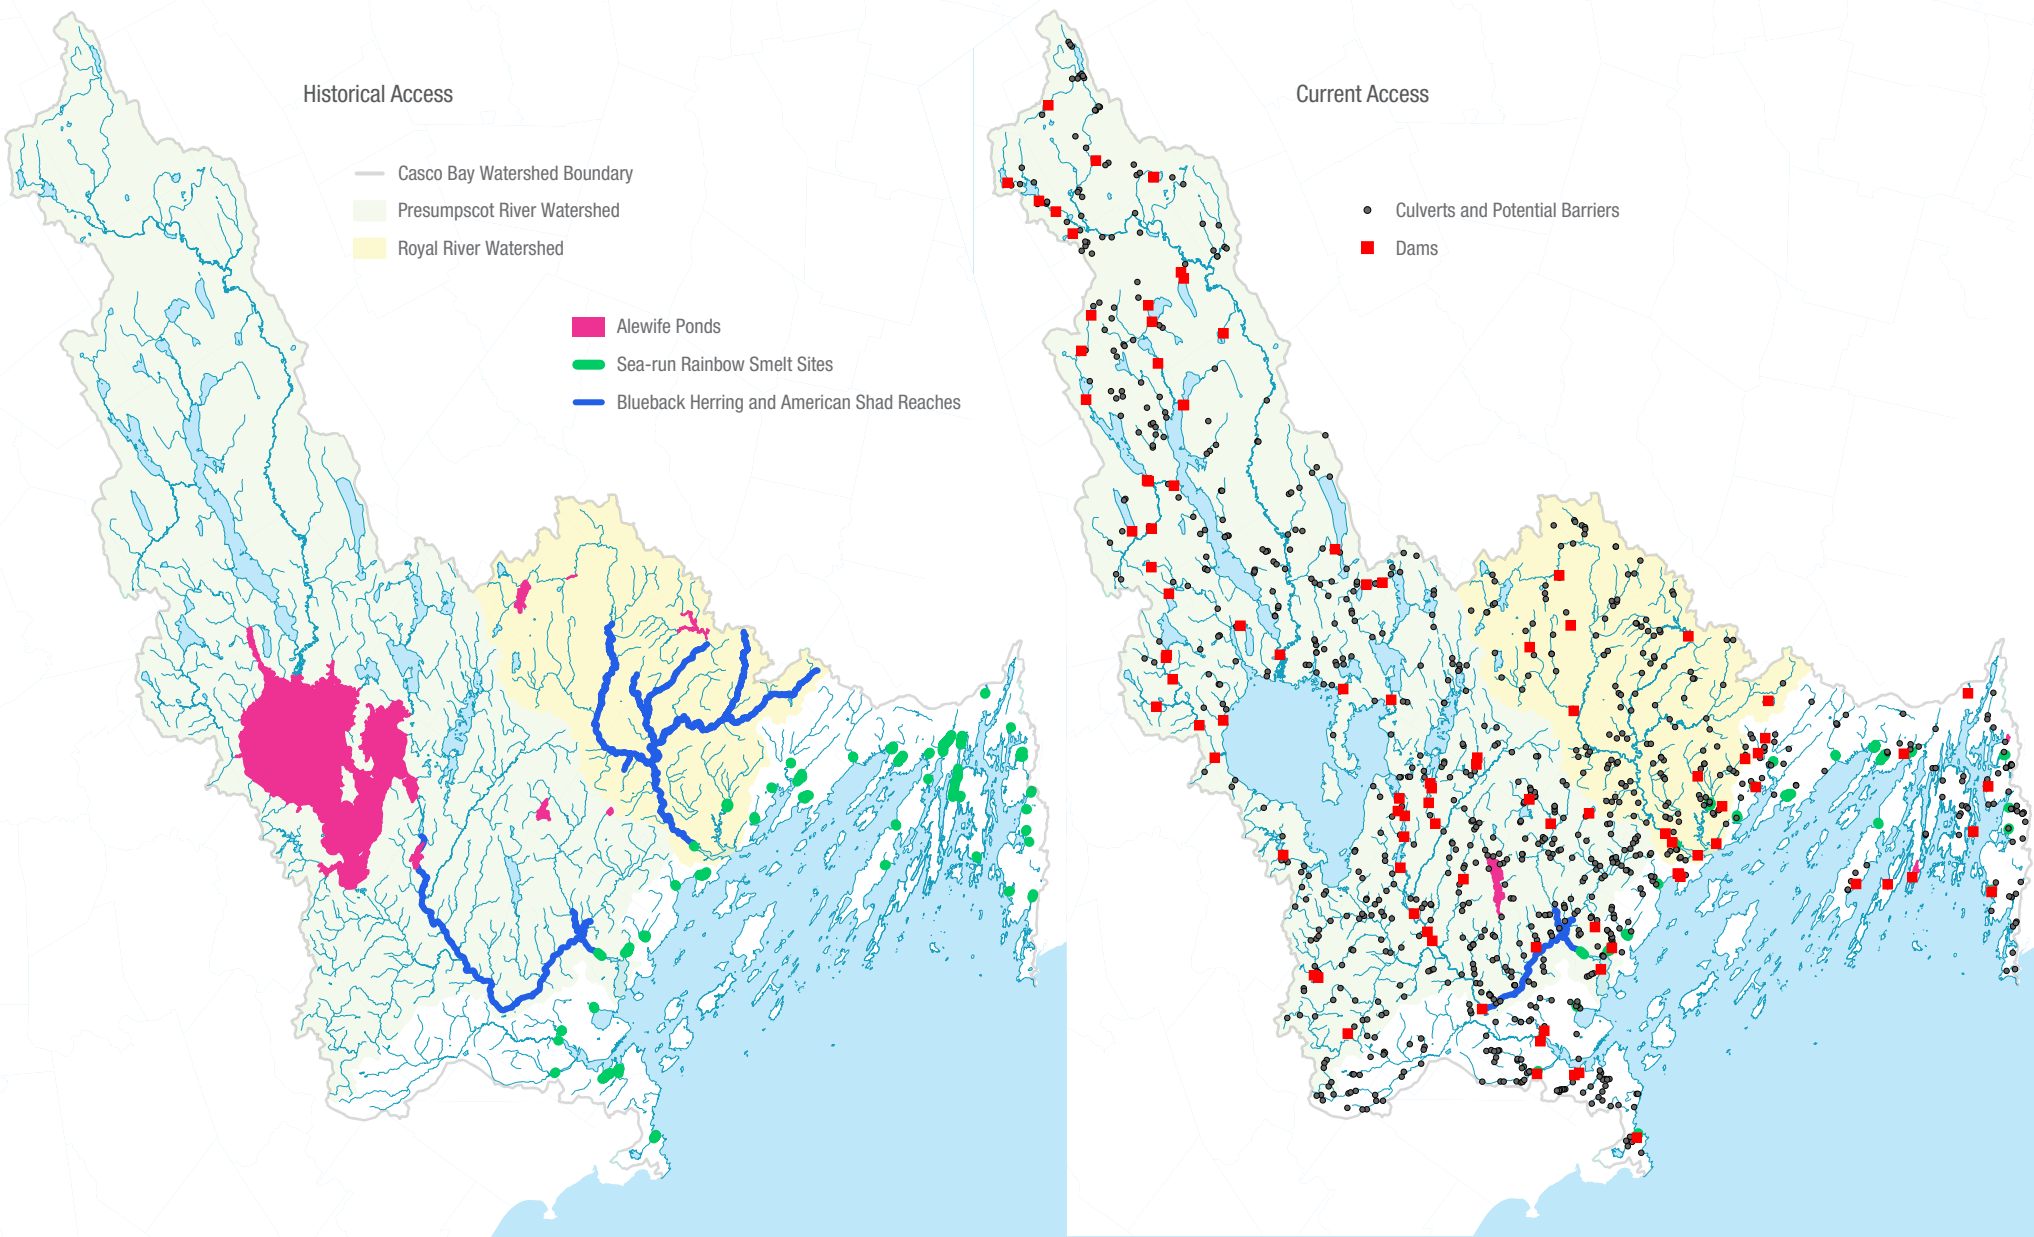 Historical Access
Casco Bay Watershed Boundary
Presumpscot River Watershed
Royal River Watershed
Alewife Ponds
Sea-run Rainbow Smelt Sites
Blueback Herring and American Shad Reaches
Current Access
Culverts and Potential Barriers
Dams